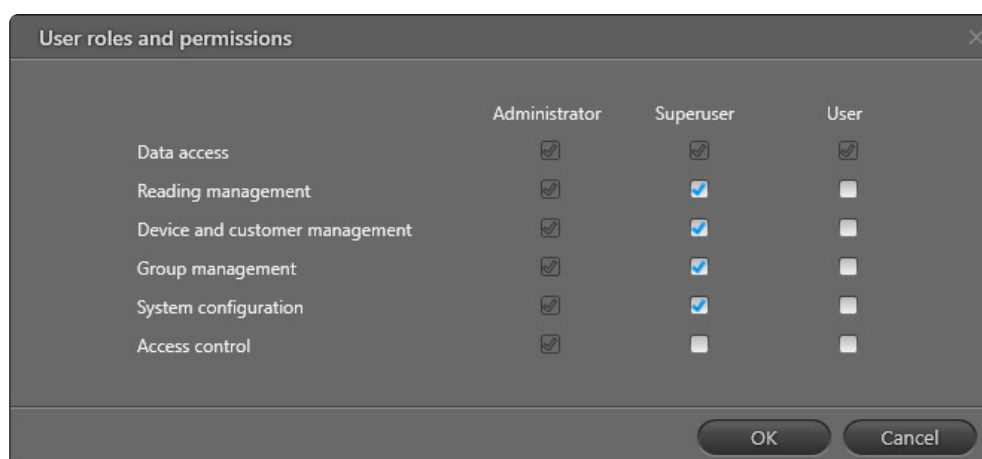 User roles and permissions
Administrator Superuser User
Data access
Reading management
Device and customer management
Group management
System configuration
Access control
OK Cancel